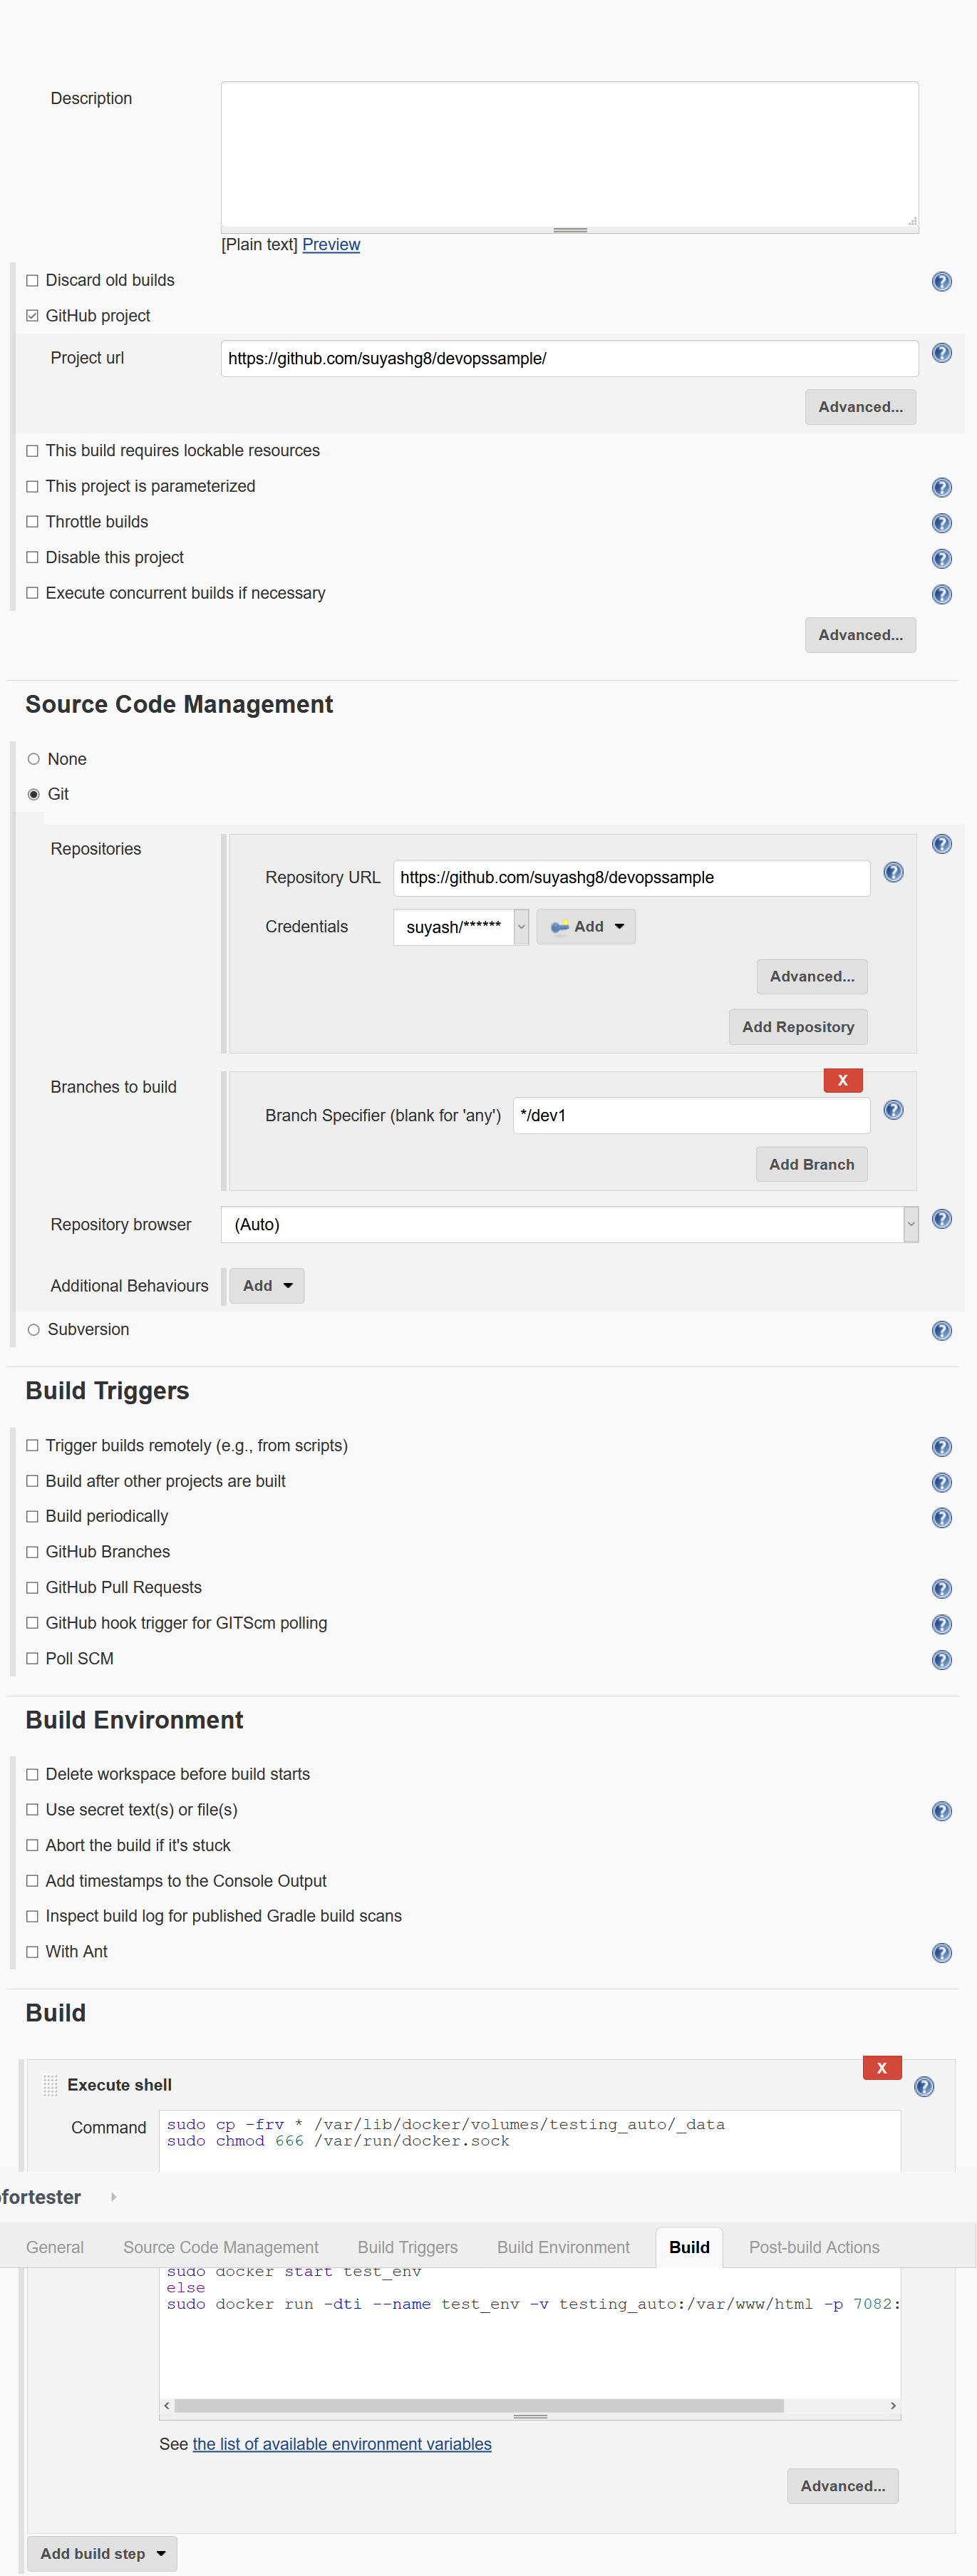 Description
[Plain text] Preview
Discard old builds
GitHub project
Project url https://github.com/suyashg8/devopssample/
Advanced...
This build requires lockable resources
This project is parameterized
Throttle builds
Disable this project
Execute concurrent builds if necessary
Advanced...
Source Code Management
None
Git
Repositories
Repository URL https://github.com/suyashg8/devopssample
Credentials suyash/****** Add
Advanced...
Add Repository
Branches to build
X
Branch Specifier (blank for 'any') */dev1
Add Branch
Repository browser (Auto)
Additional Behaviours Add
Subversion
Build Triggers
Trigger builds remotely (e.g., from scripts)
Build after other projects are built
Build periodically
GitHub Branches
GitHub Pull Requests
GitHub hook trigger for GITScm polling
Poll SCM
Build Environment
Delete workspace before build starts
Use secret text(s) or file(s)
Abort the build if it's stuck
Add timestamps to the Console Output
Inspect build log for published Gradle build scans
With Ant
Build
X
Execute shell
Command sudo cp -frv * /var/lib/docker/volumes/testing_auto/_data
sudo chmod 666 /var/run/docker.sock
fortester
General Source Code Management Build Triggers Build Environment Build Post-build Actions
sudo docker start test_env
else
sudo docker run -dti --name test_env -v testing_auto:/var/www/html -p 7082:
See the list of available environment variables
Advanced...
Add build step